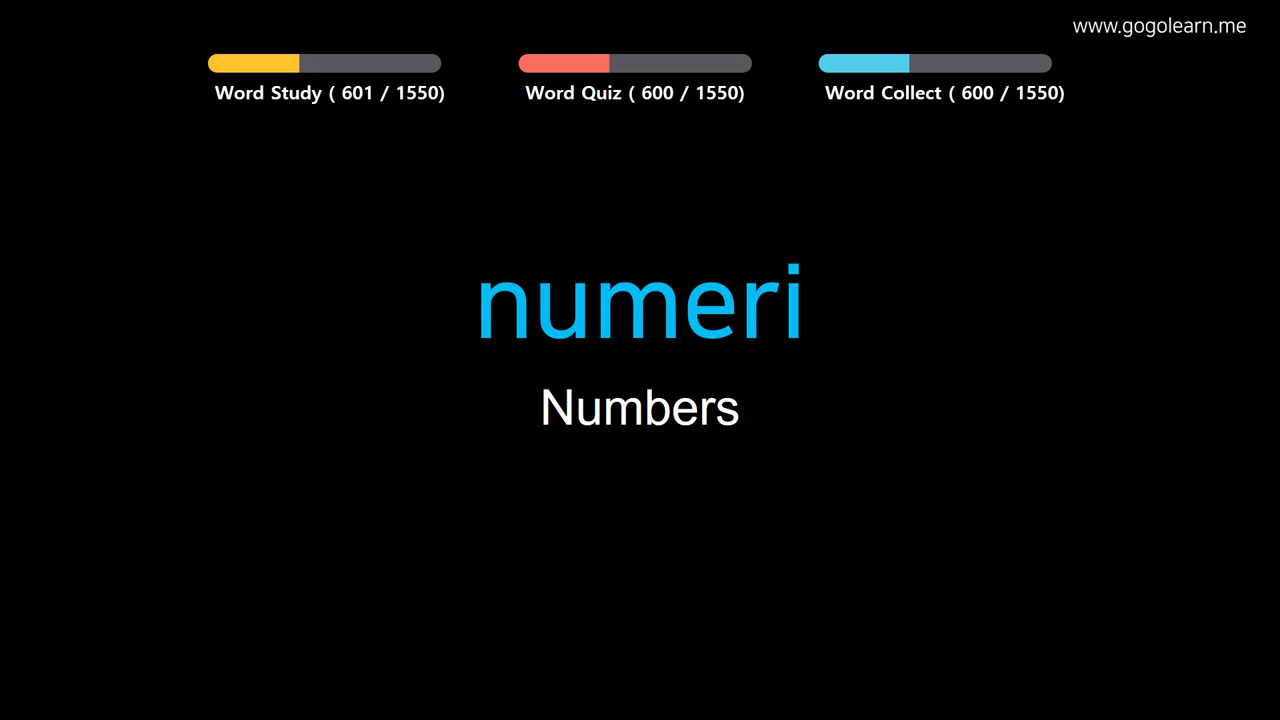 www.gogolearn.me
Word Study ( 601 / 1550)
Word Quiz ( 600 / 1550)
Word Collect ( 600 / 1550)
numeri
Numbers